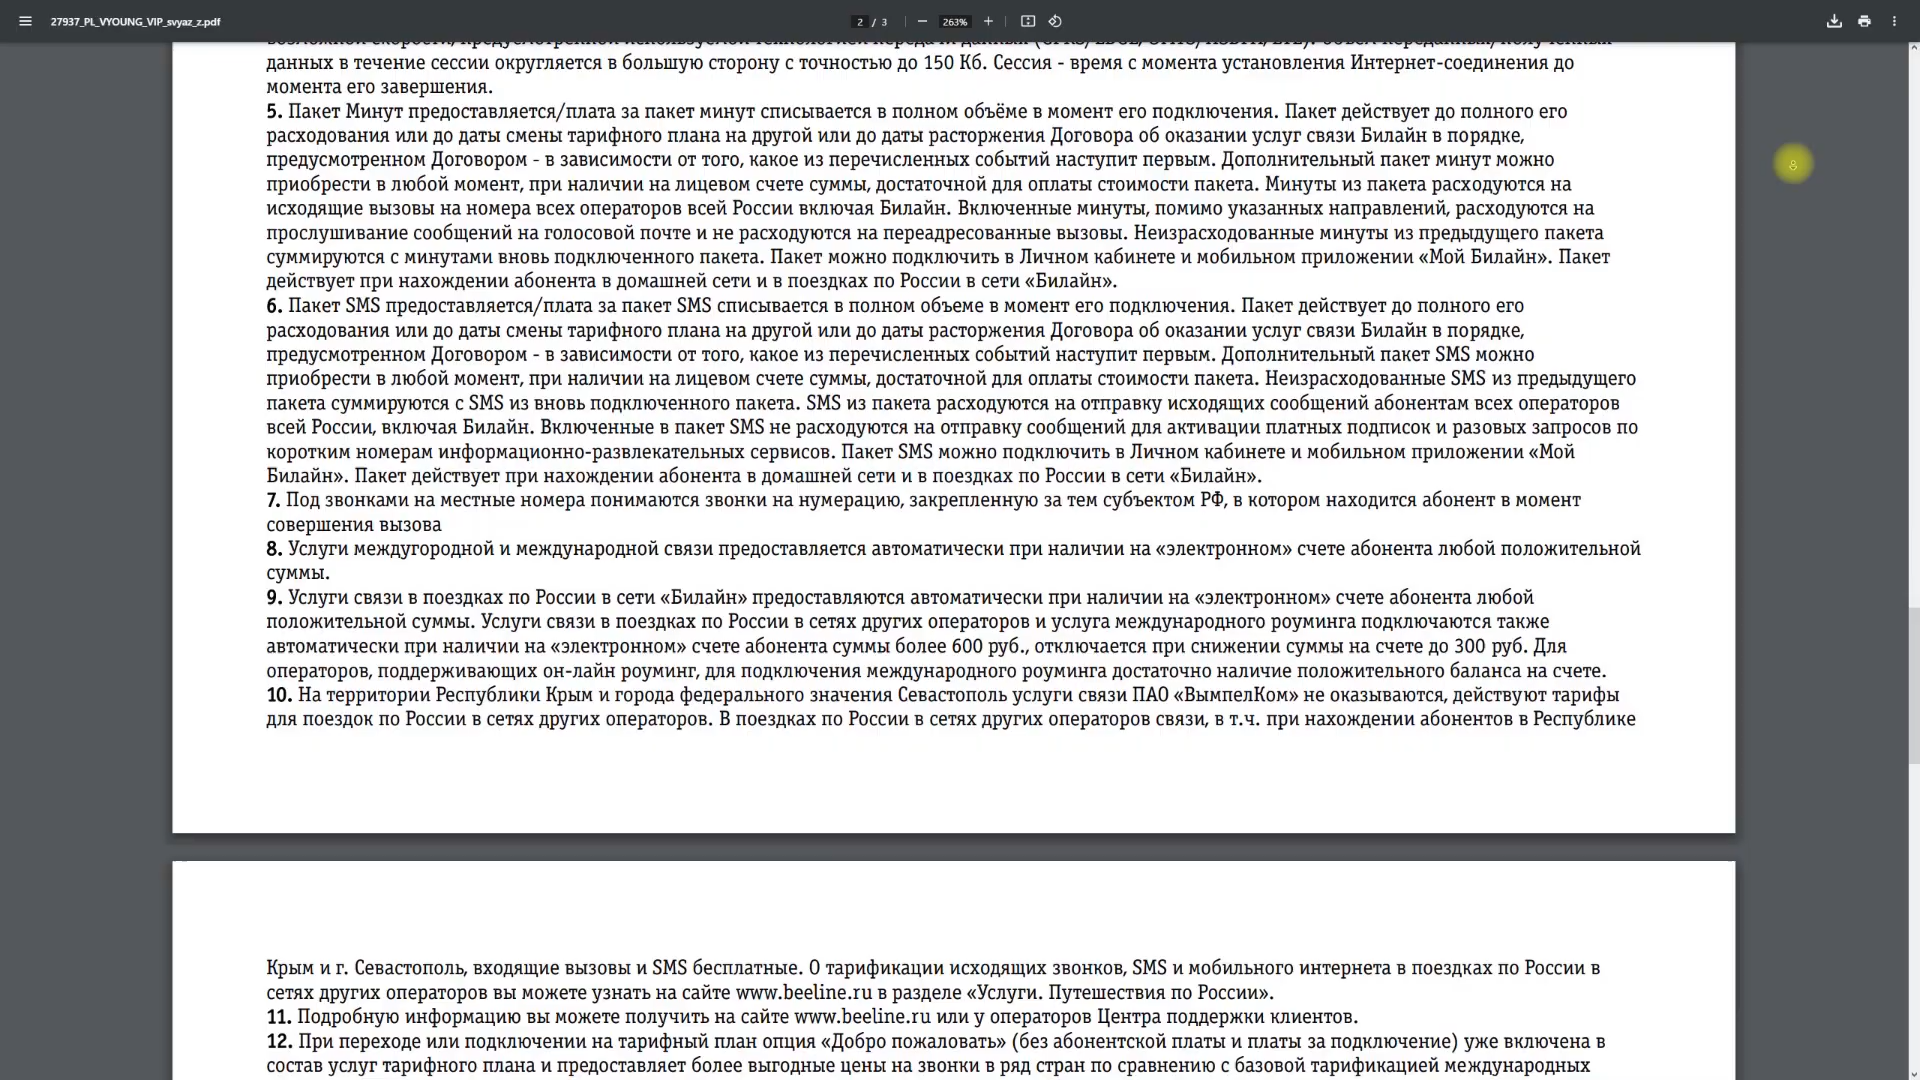 27937_PL_VYOUNG_VIP_svyaz_z.pdf
2 / 3
263%
возможной скорости, предусмотренной используемой технологией передачи данных (GPRS/EDGE, UMTS/HSDPA, LTE). Объем переданных/полученных
данных в течение сессии округляется в большую сторону с точностью до 150 Кб. Сессия - время с момента установления Интернет-соединения до
момента его завершения.
5. Пакет Минут предоставляется/плата за пакет минут списывается в полном объёме в момент его подключения. Пакет действует до полного его
расходования или до даты смены тарифного плана на другой или до даты расторжения Договора об оказании услуг связи Билайн в порядке,
предусмотренном Договором - в зависимости от того, какое из перечисленных событий наступит первым. Дополнительный пакет минут можно
приобрести в любой момент, при наличии на лицевом счете суммы, достаточной для оплаты стоимости пакета. Минуты из пакета расходуются на
исходящие вызовы на номера всех операторов всей России включая Билайн. Включенные минуты, помимо указанных направлений, расходуются на
прослушивание сообщений на голосовой почте и не расходуются на переадресованные вызовы. Неизрасходованные минуты из предыдущего пакета
суммируются с минутами вновь подключенного пакета. Пакет можно подключить в Личном кабинете и мобильном приложении «Мой Билайн». Пакет
действует при нахождении абонента в домашней сети и в поездках по России в сети «Билайн».
6. Пакет SMS предоставляется/плата за пакет SMS списывается в полном объеме в момент его подключения. Пакет действует до полного его
расходования или до даты смены тарифного плана на другой или до даты расторжения Договора об оказании услуг связи Билайн в порядке,
предусмотренном Договором - в зависимости от того, какое из перечисленных событий наступит первым. Дополнительный пакет SMS можно
приобрести в любой момент, при наличии на лицевом счете суммы, достаточной для оплаты стоимости пакета. Неизрасходованные SMS из предыдущего
пакета суммируются с SMS из вновь подключенного пакета. SMS из пакета расходуются на отправку исходящих сообщений абонентам всех операторов
всей России, включая Билайн. Включенные в пакет SMS не расходуются на отправку сообщений для активации платных подписок и разовых запросов по
коротким номерам информационно-развлекательных сервисов. Пакет SMS можно подключить в Личном кабинете и мобильном приложении «Мой
Билайн». Пакет действует при нахождении абонента в домашней сети и в поездках по России в сети «Билайн».
7. Под звонками на местные номера понимаются звонки на нумерацию, закрепленную за тем субъектом РФ, в котором находится абонент в момент
совершения вызова
8. Услуги междугородной и международной связи предоставляется автоматически при наличии на «электронном» счете абонента любой положительной
суммы.
9. Услуги связи в поездках по России в сети «Билайн» предоставляются автоматически при наличии на «электронном» счете абонента любой
положительной суммы. Услуги связи в поездках по России в сетях других операторов и услуга международного роуминга подключаются также
автоматически при наличии на «электронном» счете абонента суммы более 600 руб., отключается при снижении суммы на счете до 300 руб. Для
операторов, поддерживающих он-лайн роуминг, для подключения международного роуминга достаточно наличие положительного баланса на счете.
10. На территории Республики Крым и города федерального значения Севастополь услуги связи ПАО «ВымпелКом» не оказываются, действуют тарифы
для поездок по России в сетях других операторов. В поездках по России в сетях других операторов связи, в т.ч. при нахождении абонентов в Республике
Крым и г. Севастополь, входящие вызовы и SMS бесплатные. О тарификации исходящих звонков, SMS и мобильного интернета в поездках по России в
сетях других операторов вы можете узнать на сайте www.beeline.ru в разделе «Услуги. Путешествия по России».
11. Подробную информацию вы можете получить на сайте www.beeline.ru или у операторов Центра поддержки клиентов.
12. При переходе или подключении на тарифный план опция «Добро пожаловать» (без абонентской платы и платы за подключение) уже включена в
состав услуг тарифного плана и предоставляет более выгодные цены на звонки в ряд стран по сравнению с базовой тарификацией международных